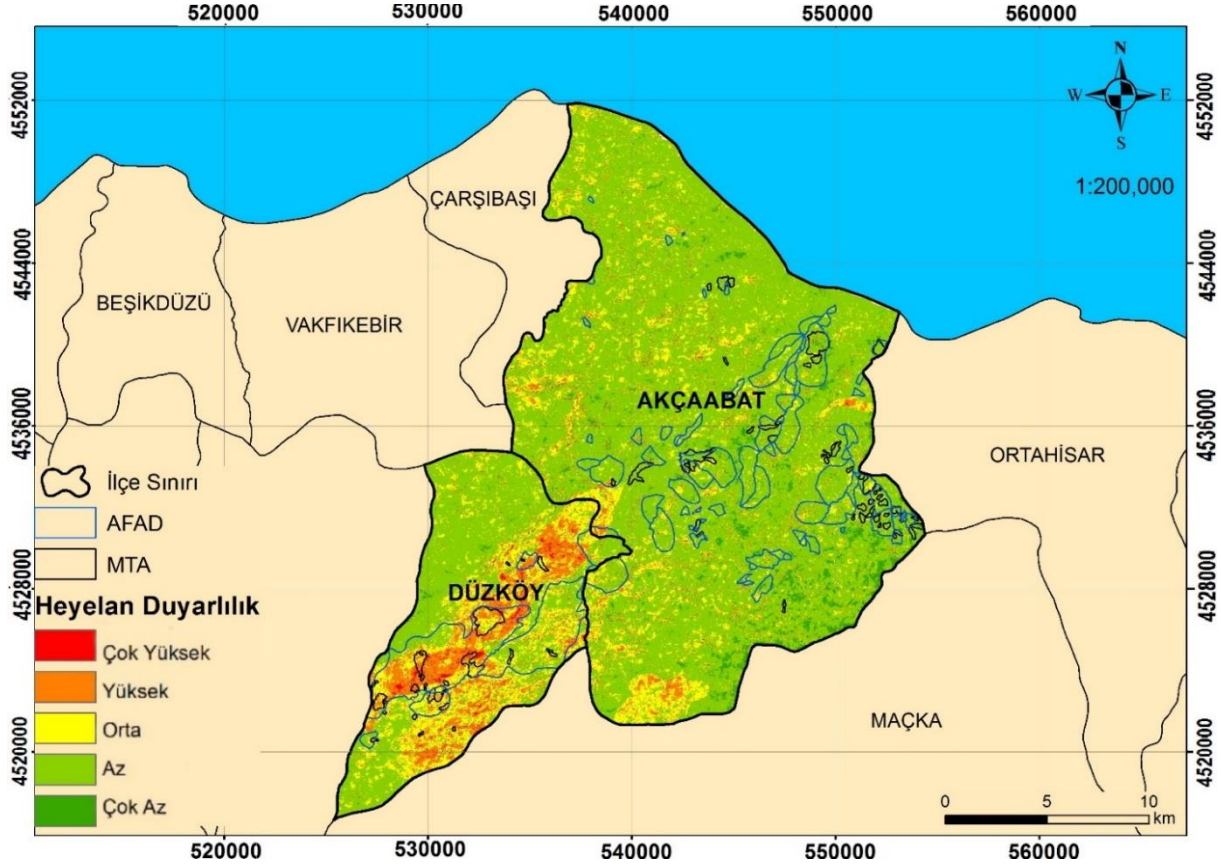 520000 530000 540000 550000 560000
4552000
4552000
N
W E
S
1:200,000
ÇARŞIBAŞI
4544000
4544000
BEŞİKDÜZÜ
VAKFIKEBİR
AKÇAABAT
4536000
4536000
ORTAHİSAR
İlçe Sınırı
AFAD
MTA
4528000
4528000
DÜZKÖY
Heyelan Duyarlılık
Çok Yüksek
Yüksek
Orta
Az
Çok Az
MAÇKA
4520000
4520000
0 5 10
km
520000 530000 540000 550000 560000